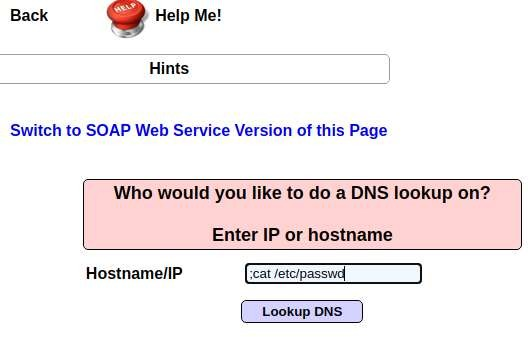 Back
HELP
Help Me!
Hints
Switch to SOAP Web Service Version of this Page
Who would you like to do a DNS lookup on?
Enter IP or hostname
Hostname/IP
;cat /etc/passwd
Lookup DNS